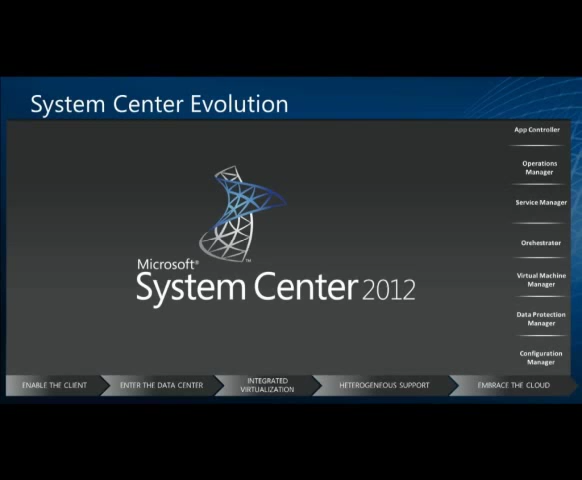 System Center Evolution
App Controller
Operations
Manager
Service Manager
Orchestrator
Virtual Machine
Manager
Data Protection
Manager
Configuration
Manager
Microsoft®
System Center 2012
™
ENABLE THE CLIENT
ENTER THE DATA CENTER
INTEGRATED
VIRTUALIZATION
HETEROGENEOUS SUPPORT
EMBRACE THE CLOUD